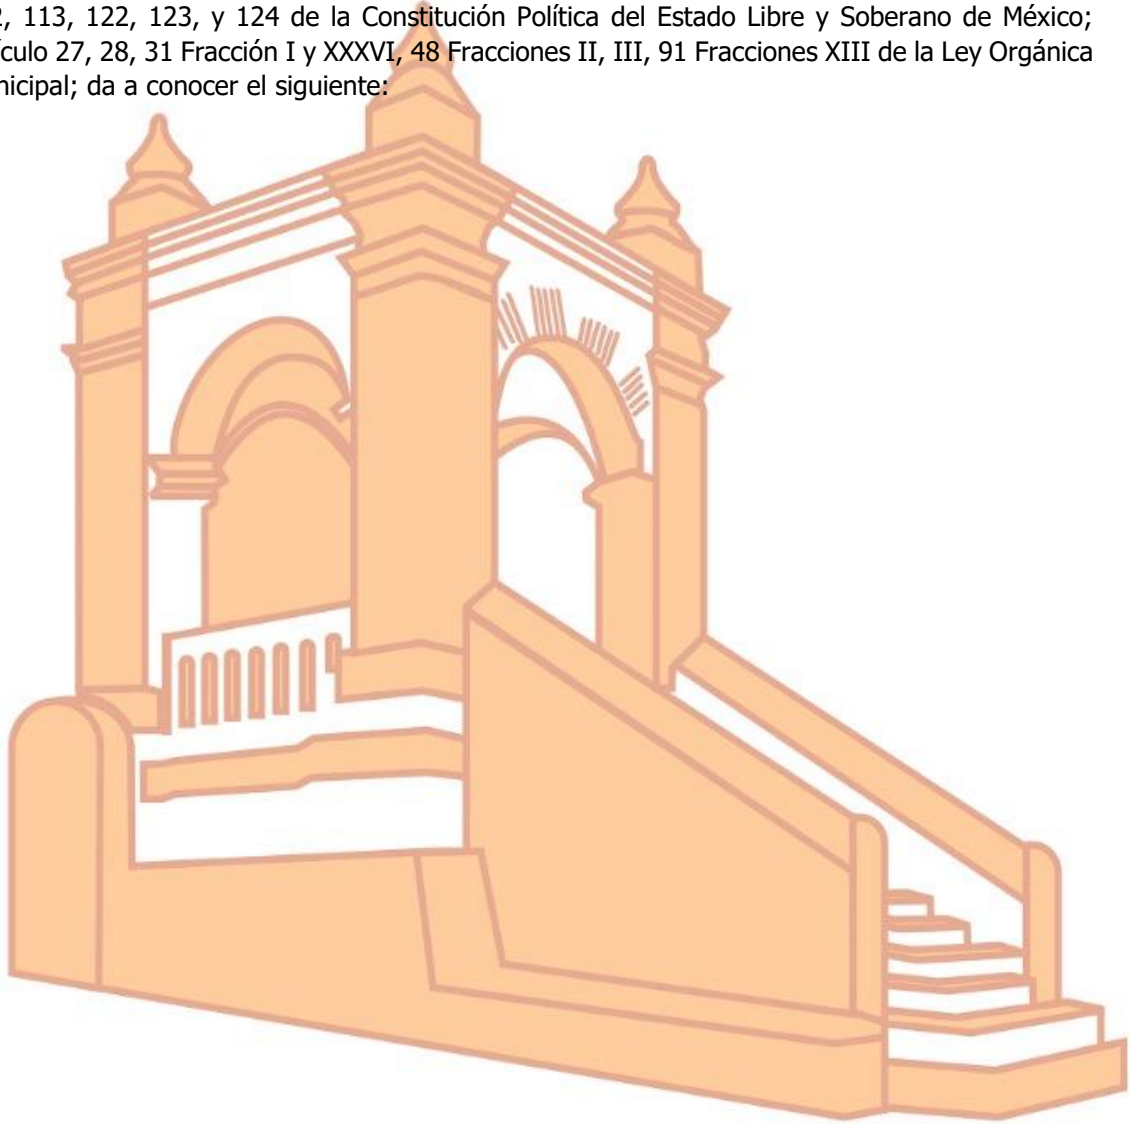 , 113, 122, 123, y 124 de la Constitución Política del Estado Libre y Soberano de México;
culo 27, 28, 31 Fracción I y XXXVI, 48 Fracciones II, III, 91 Fracciones XIII de la Ley Orgánica
nicipal; da a conocer el siguiente: